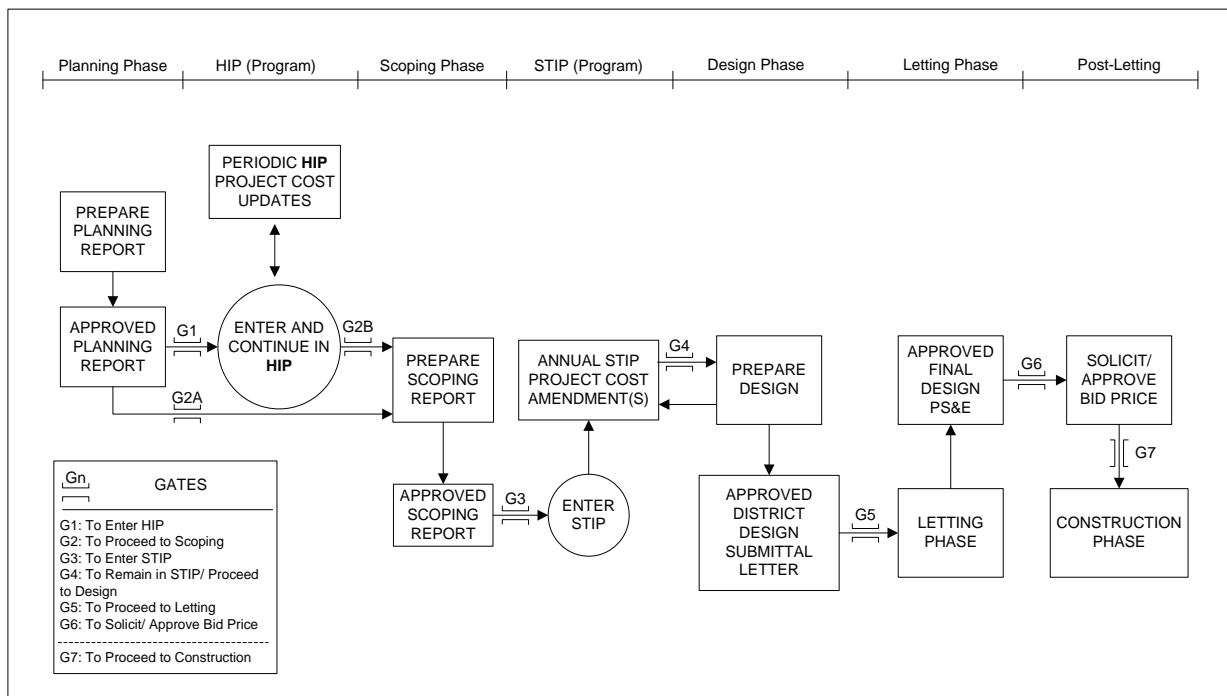 Planning Phase
HIP (Program)
Scoping Phase
STIP (Program)
Design Phase
Letting Phase
Post-Letting
PERIODIC HIP
PROJECT COST
UPDATES
PREPARE
PLANNING
REPORT
APPROVED
PLANNING
REPORT
G1
ENTER AND
CONTINUE IN
HIP
G2B
G2A
PREPARE
SCOPING
REPORT
APPROVED
SCOPING
REPORT
G3
ENTER
STIP
ANNUAL STIP
PROJECT COST
AMENDMENT(S)
G4
PREPARE
DESIGN
APPROVED
DISTRICT
DESIGN
SUBMITTAL
LETTER
G5
LETTING
PHASE
APPROVED
FINAL
DESIGN
PS&E
G6
SOLICIT/
APPROVE
BID PRICE
G7
CONSTRUCTION
PHASE
Gn
GATES
G1: To Enter HIP
G2: To Proceed to Scoping
G3: To Enter STIP
G4: To Remain in STIP/ Proceed
to Design
G5: To Proceed to Letting
G6: To Solicit/ Approve Bid Price
G7: To Proceed to Construction